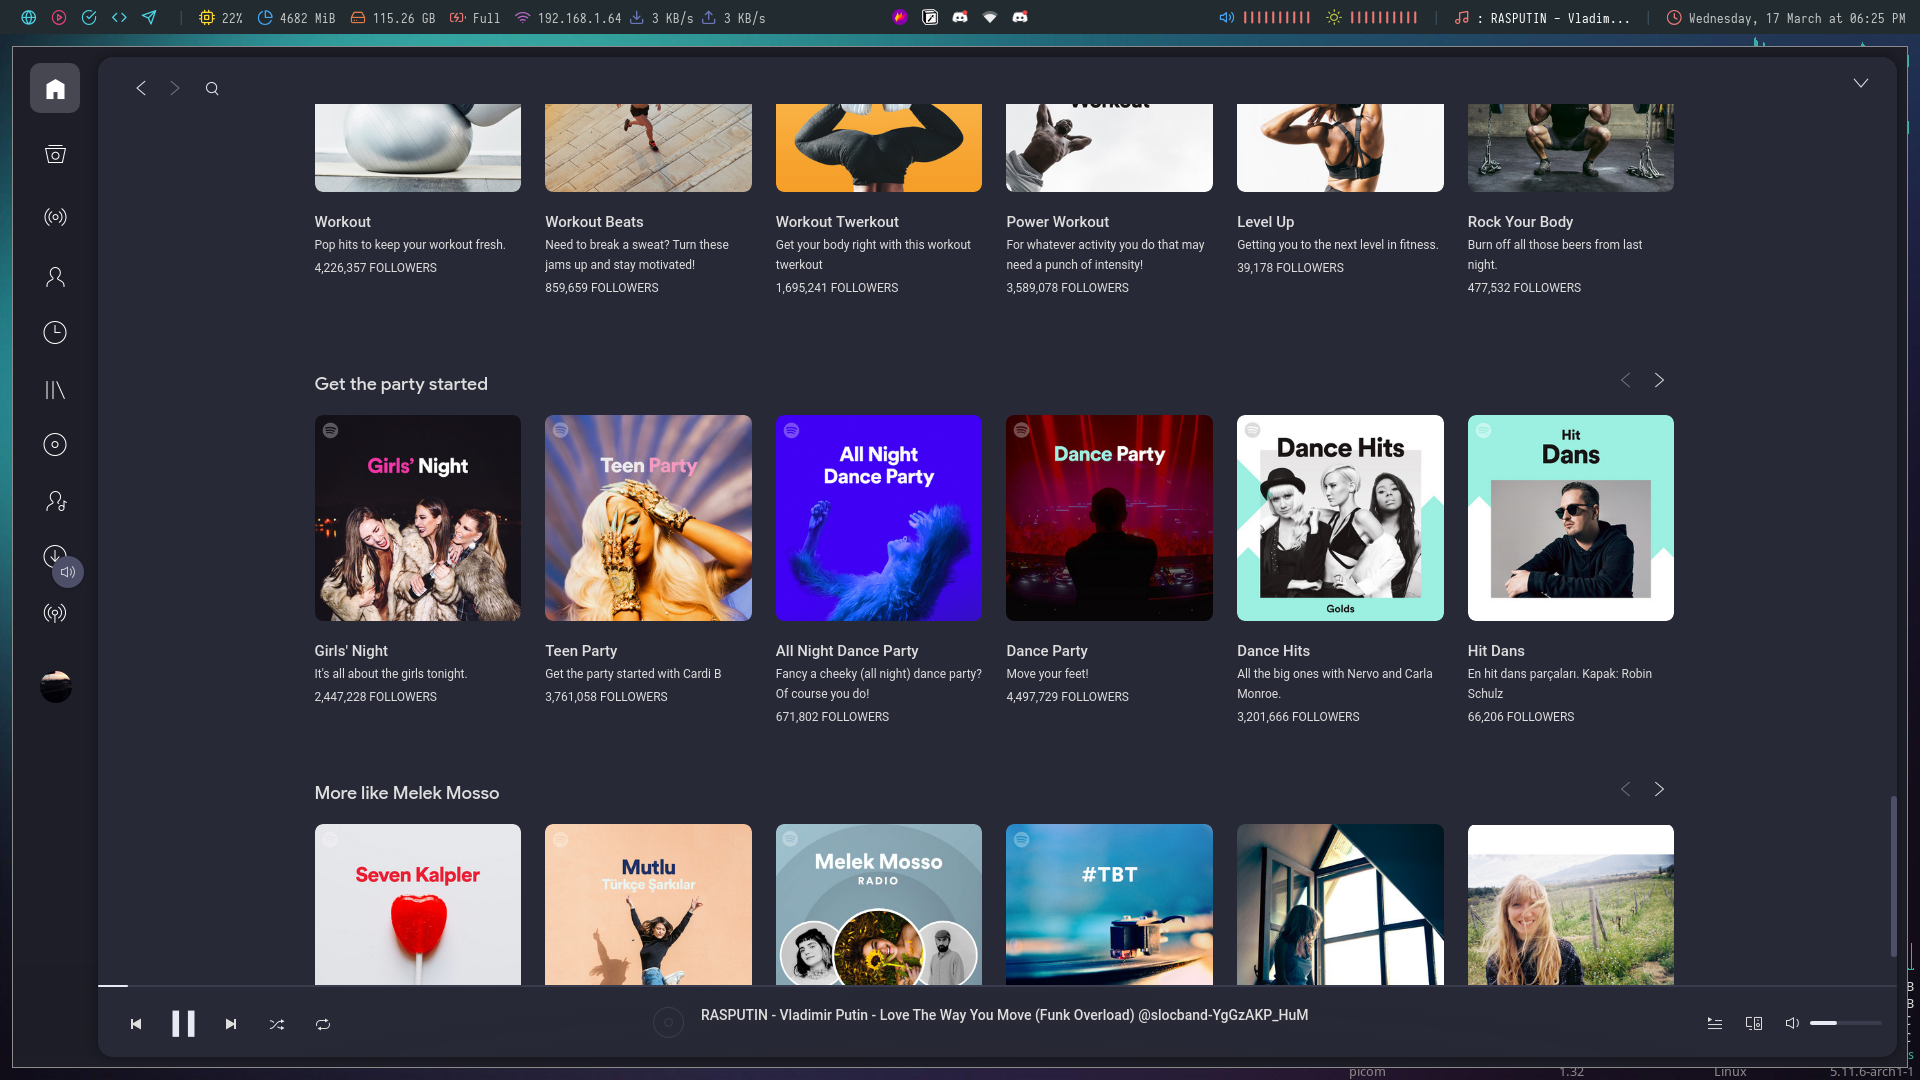 22%
4682 MiB
115.26 GB
Full
192.168.1.64
3 KB/s
3 KB/s
: RASPUTIN - Vladim...
Wednesday, 17 March at 06:25 PM
Workout
Pop hits to keep your workout fresh.
4,226,357 FOLLOWERS
Workout Beats
Need to break a sweat? Turn these
jams up and stay motivated!
859,659 FOLLOWERS
Workout Twerkout
Get your body right with this workout
twerkout
1,695,241 FOLLOWERS
Workout
Power Workout
For whatever activity you do that may
need a punch of intensity!
3,589,078 FOLLOWERS
Level Up
Getting you to the next level in fitness.
39,178 FOLLOWERS
Rock Your Body
Burn off all those beers from last
night.
477,532 FOLLOWERS
Get the party started
Girls' Night
Girls' Night
It's all about the girls tonight.
2,447,228 FOLLOWERS
Teen Party
Teen Party
Get the party started with Cardi B
3,761,058 FOLLOWERS
All Night
Dance Party
All Night Dance Party
Fancy a cheeky (all night) dance party?
Of course you do!
671,802 FOLLOWERS
Dance Party
Dance Party
Move your feet!
4,497,729 FOLLOWERS
Dance Hits
Golds
Dance Hits
All the big ones with Nervo and Carla
Monroe.
3,201,666 FOLLOWERS
Hit
Dans
Hit Dans
En hit dans parçaları. Kapak: Robin
Schulz
66,206 FOLLOWERS
More like Melek Mosso
Seven Kalpler
Mutlu
Türkçe Şarkılar
Melek Mosso
RADIO
#TBT
RASPUTIN - Vladimir Putin - Love The Way You Move (Funk Overload) @slocband-YgGzAKP_HuM
picom
1.32
Linux
5.11.6-arch1-1